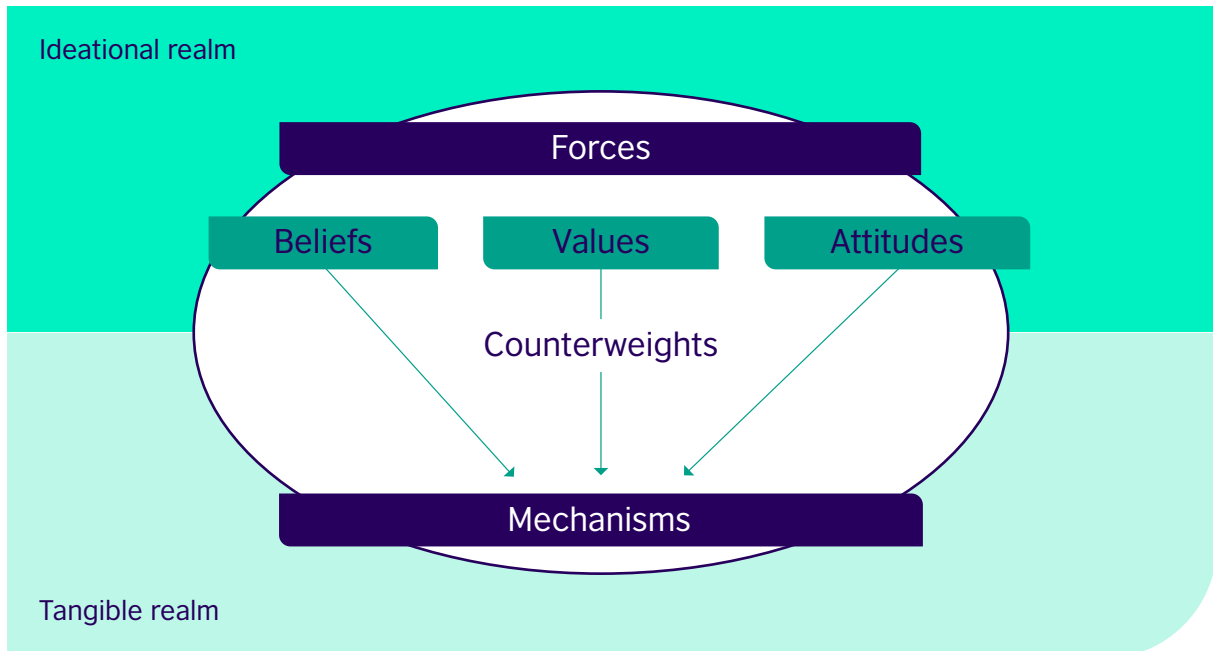 Ideational realm
Forces
Beliefs
Values
Attitudes
Counterweights
Mechanisms
Tangible realm